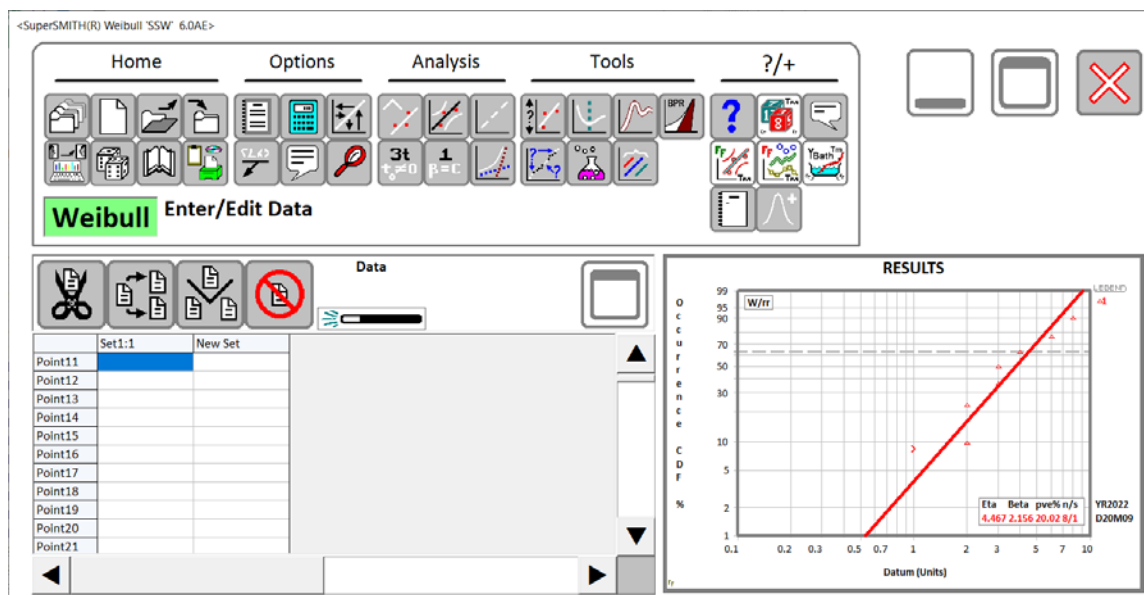 <SuperSMITH(R) Weibull 'SSW' 6.0AE>
Home Options Analysis Tools ?/+
BPR
3t
t₀≠0
1
β=C
YBath
Weibull Enter/Edit Data
Data
Set1:1 New Set
Point11
Point12
Point13
Point14
Point15
Point16
Point17
Point18
Point19
Point20
Point21
RESULTS
LEGEND
1
W/rr
Occurrence CDF %
99
95
90
70
50
30
10
5
2
1
0.1 0.2 0.3 0.5 0.7 1 2 3 5 7 10
Datum (Units)
Eta Beta pve% n/s
4.467 2.156 20.02 8/1
YR2022
D20M09